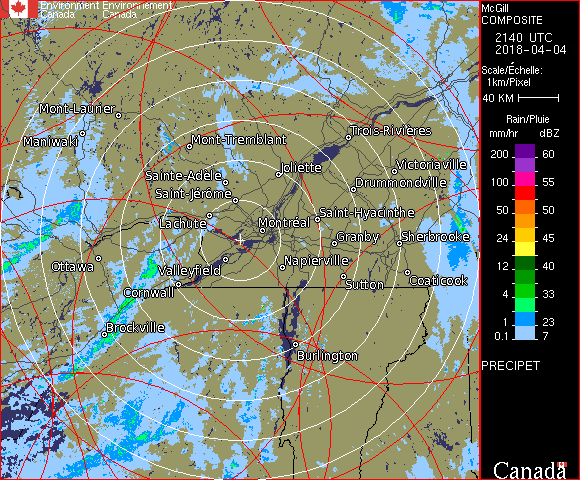 Environment Environnement
Canada Canada
Mont-Laurier
Maniwaki
Mont-Tremblant
Trois-Rivières
Joliette
Victoriaville
Sainte-Adèle
Drummondville
Saint-Jérôme
Saint-Hyacinthe
Lachute
Montréal
Granby
Sherbrooke
Ottawa
Valleyfield
Napierville
Cornwall
Sutton
Coaticook
Brockville
Burlington
McGill
COMPOSITE
2140 UTC
2018-04-04
Scale/Échelle:
1km/Pixel
40 KM
Rain/Pluie
mm/hr dBZ
200 60
150 57
100 55
50 50
24 45
12 40
4 33
1 23
0.1 7
PRECIPET
Canada